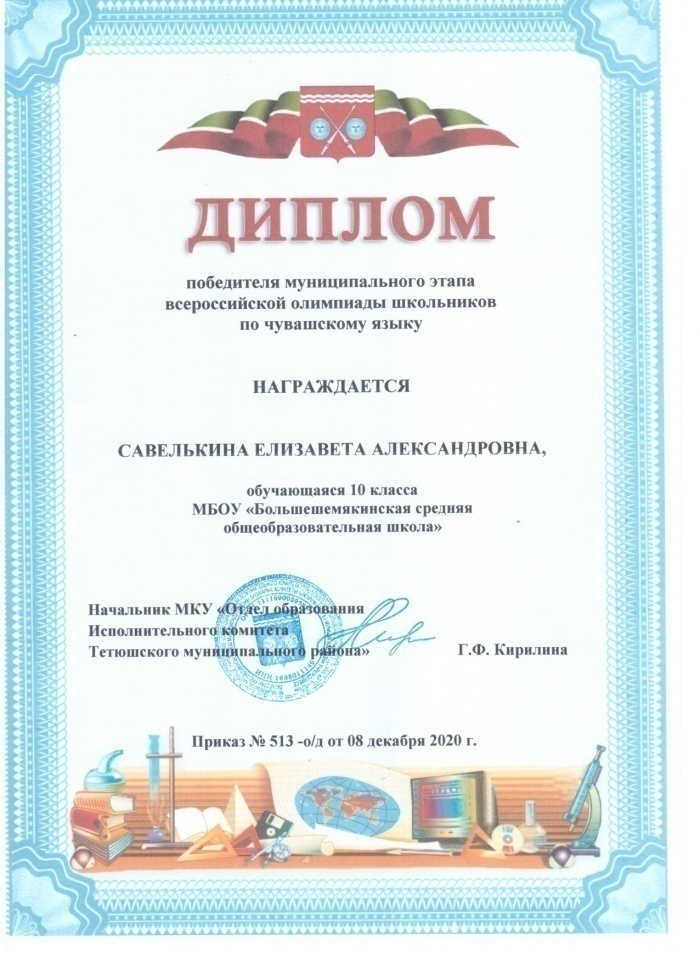 ДИПЛОМ
победителя муниципального этапа
всероссийской олимпиады школьников
по чувашскому языку
НАГРАЖДАЕТСЯ
САВЕЛЬКИНА ЕЛИЗАВЕТА АЛЕКСАНДРОВНА,
обучающаяся 10 класса
МБОУ «Большешемякинская средняя
общеобразовательная школа»
Начальник МКУ «Отдел образования
Исполнительного комитета
Тетюшского муниципального района»
Г.Ф. Кирилина
Приказ № 513 -о/д от 08 декабря 2020 г.